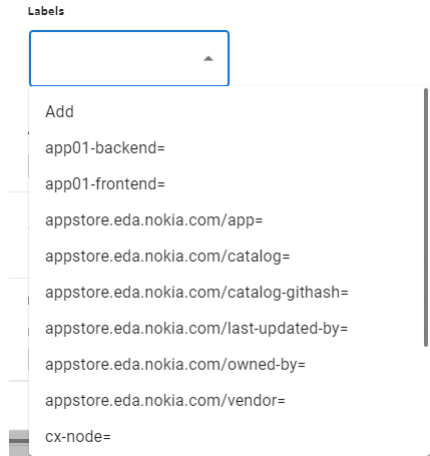 Labels
Add
app01-backend=
app01-frontend=
appstore.eda.nokia.com/app=
appstore.eda.nokia.com/catalog=
appstore.eda.nokia.com/catalog-githash=
appstore.eda.nokia.com/last-updated-by=
appstore.eda.nokia.com/owned-by=
appstore.eda.nokia.com/vendor=
cx-node=